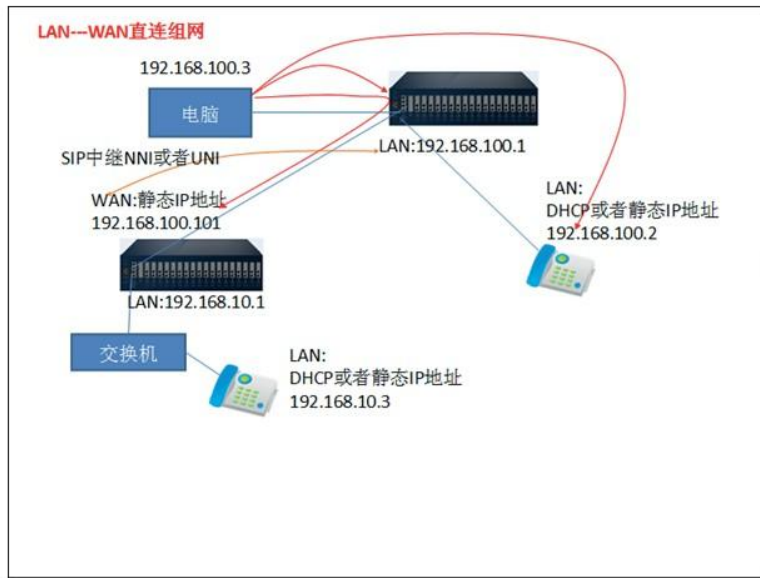 LAN---WAN直连组网
192.168.100.3
电脑
LAN:192.168.100.1
SIP中继NNI或者UNI
WAN:静态IP地址
192.168.100.101
LAN:
DHCP或者静态IP地址
192.168.100.2
LAN:192.168.10.1
交换机
LAN:
DHCP或者静态IP地址
192.168.10.3